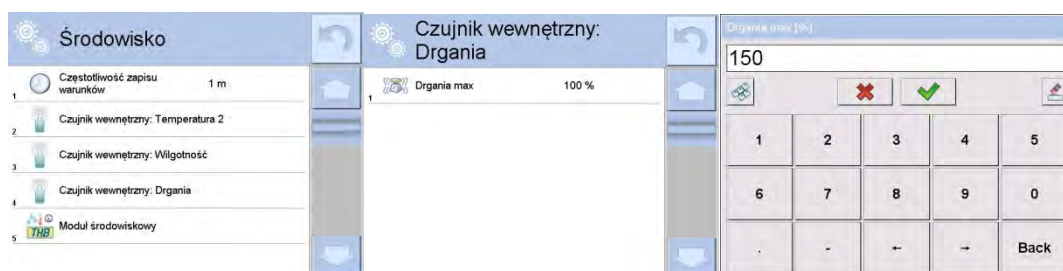 Środowisko
1 Częstotliwość zapisu
warunków 1 m
2 Czujnik wewnętrzny: Temperatura 2
3 Czujnik wewnętrzny: Wilgotność
4 Czujnik wewnętrzny: Drgania
5 THB Moduł środowiskowy
Czujnik wewnętrzny:
Drgania
1 Drgania max 100 %
Drgania max [%]
150
1 2 3 4 5
6 7 8 9 0
. - ← → Back